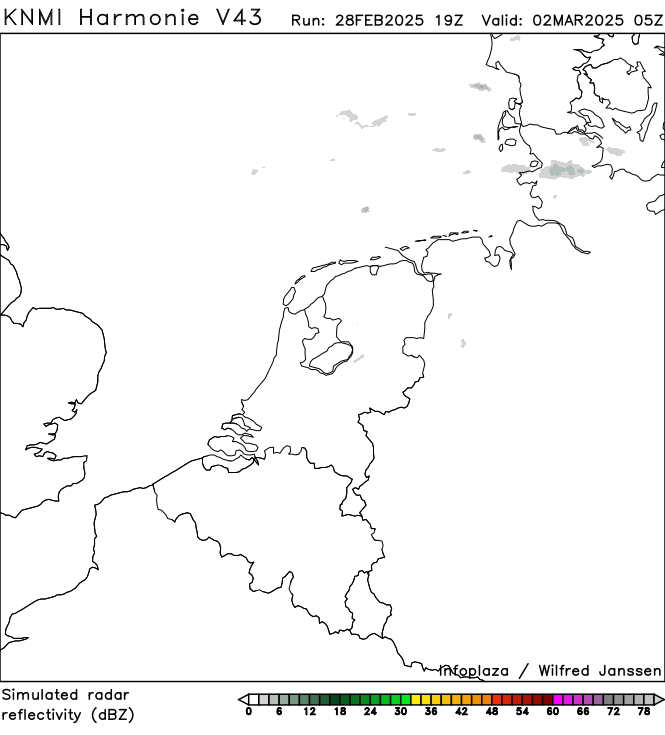 KNMI Harmonie V43 Run: 28FEB2025 19Z Valid: 02MAR2025 05Z
infoplaza / Wilfred Janssen
Simulated radar
reflectivity (dBZ)
0 6 12 18 24 30 36 42 48 54 60 66 72 78